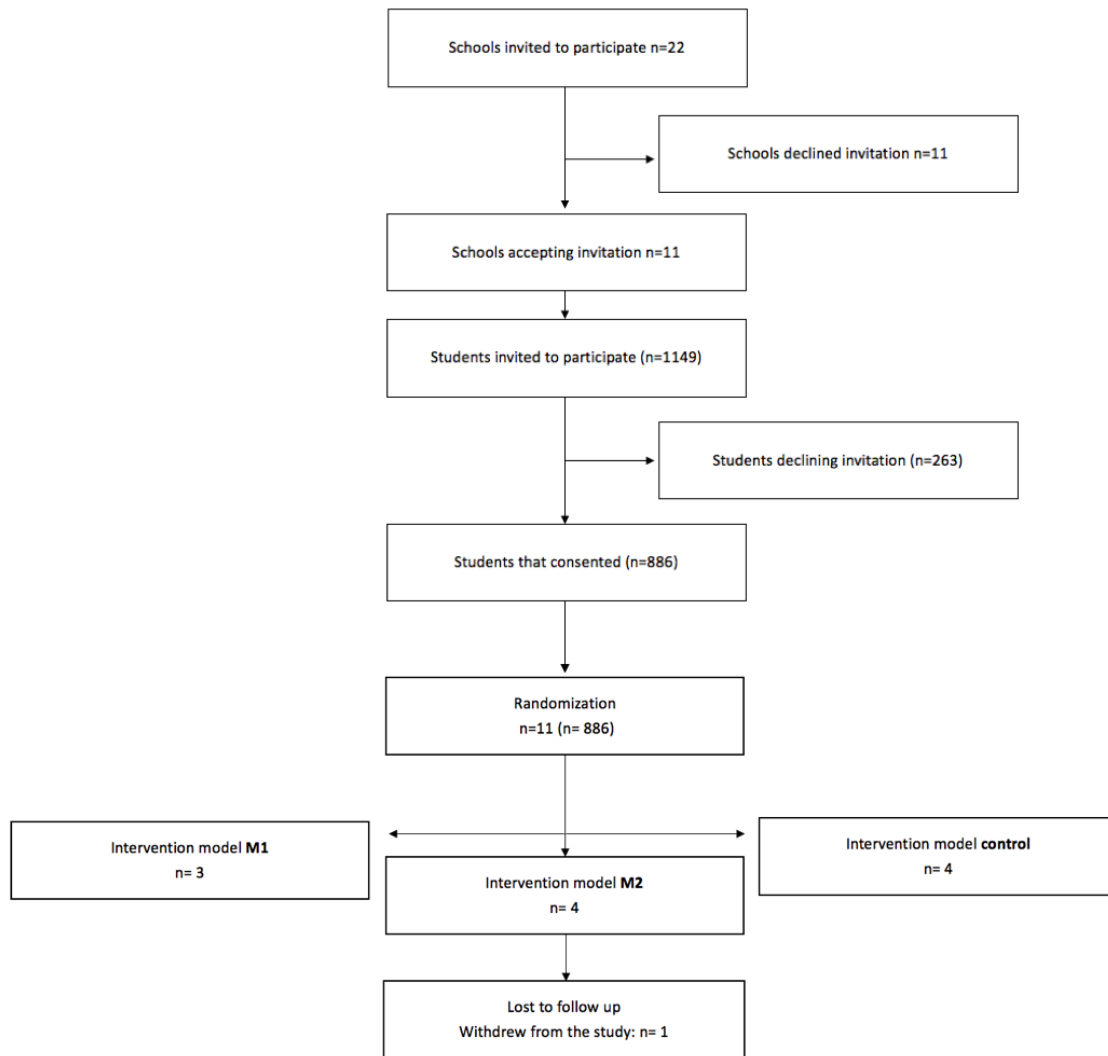 Schools invited to participate n=22
Schools declined invitation n=11
Schools accepting invitation n=11
Students invited to participate (n=1149)
Students declining invitation (n=263)
Students that consented (n=886)
Randomization
n=11 (n= 886)
Intervention model M1
n= 3
Intervention model M2
n= 4
Intervention model control
n= 4
Lost to follow up
Withdrew from the study: n= 1